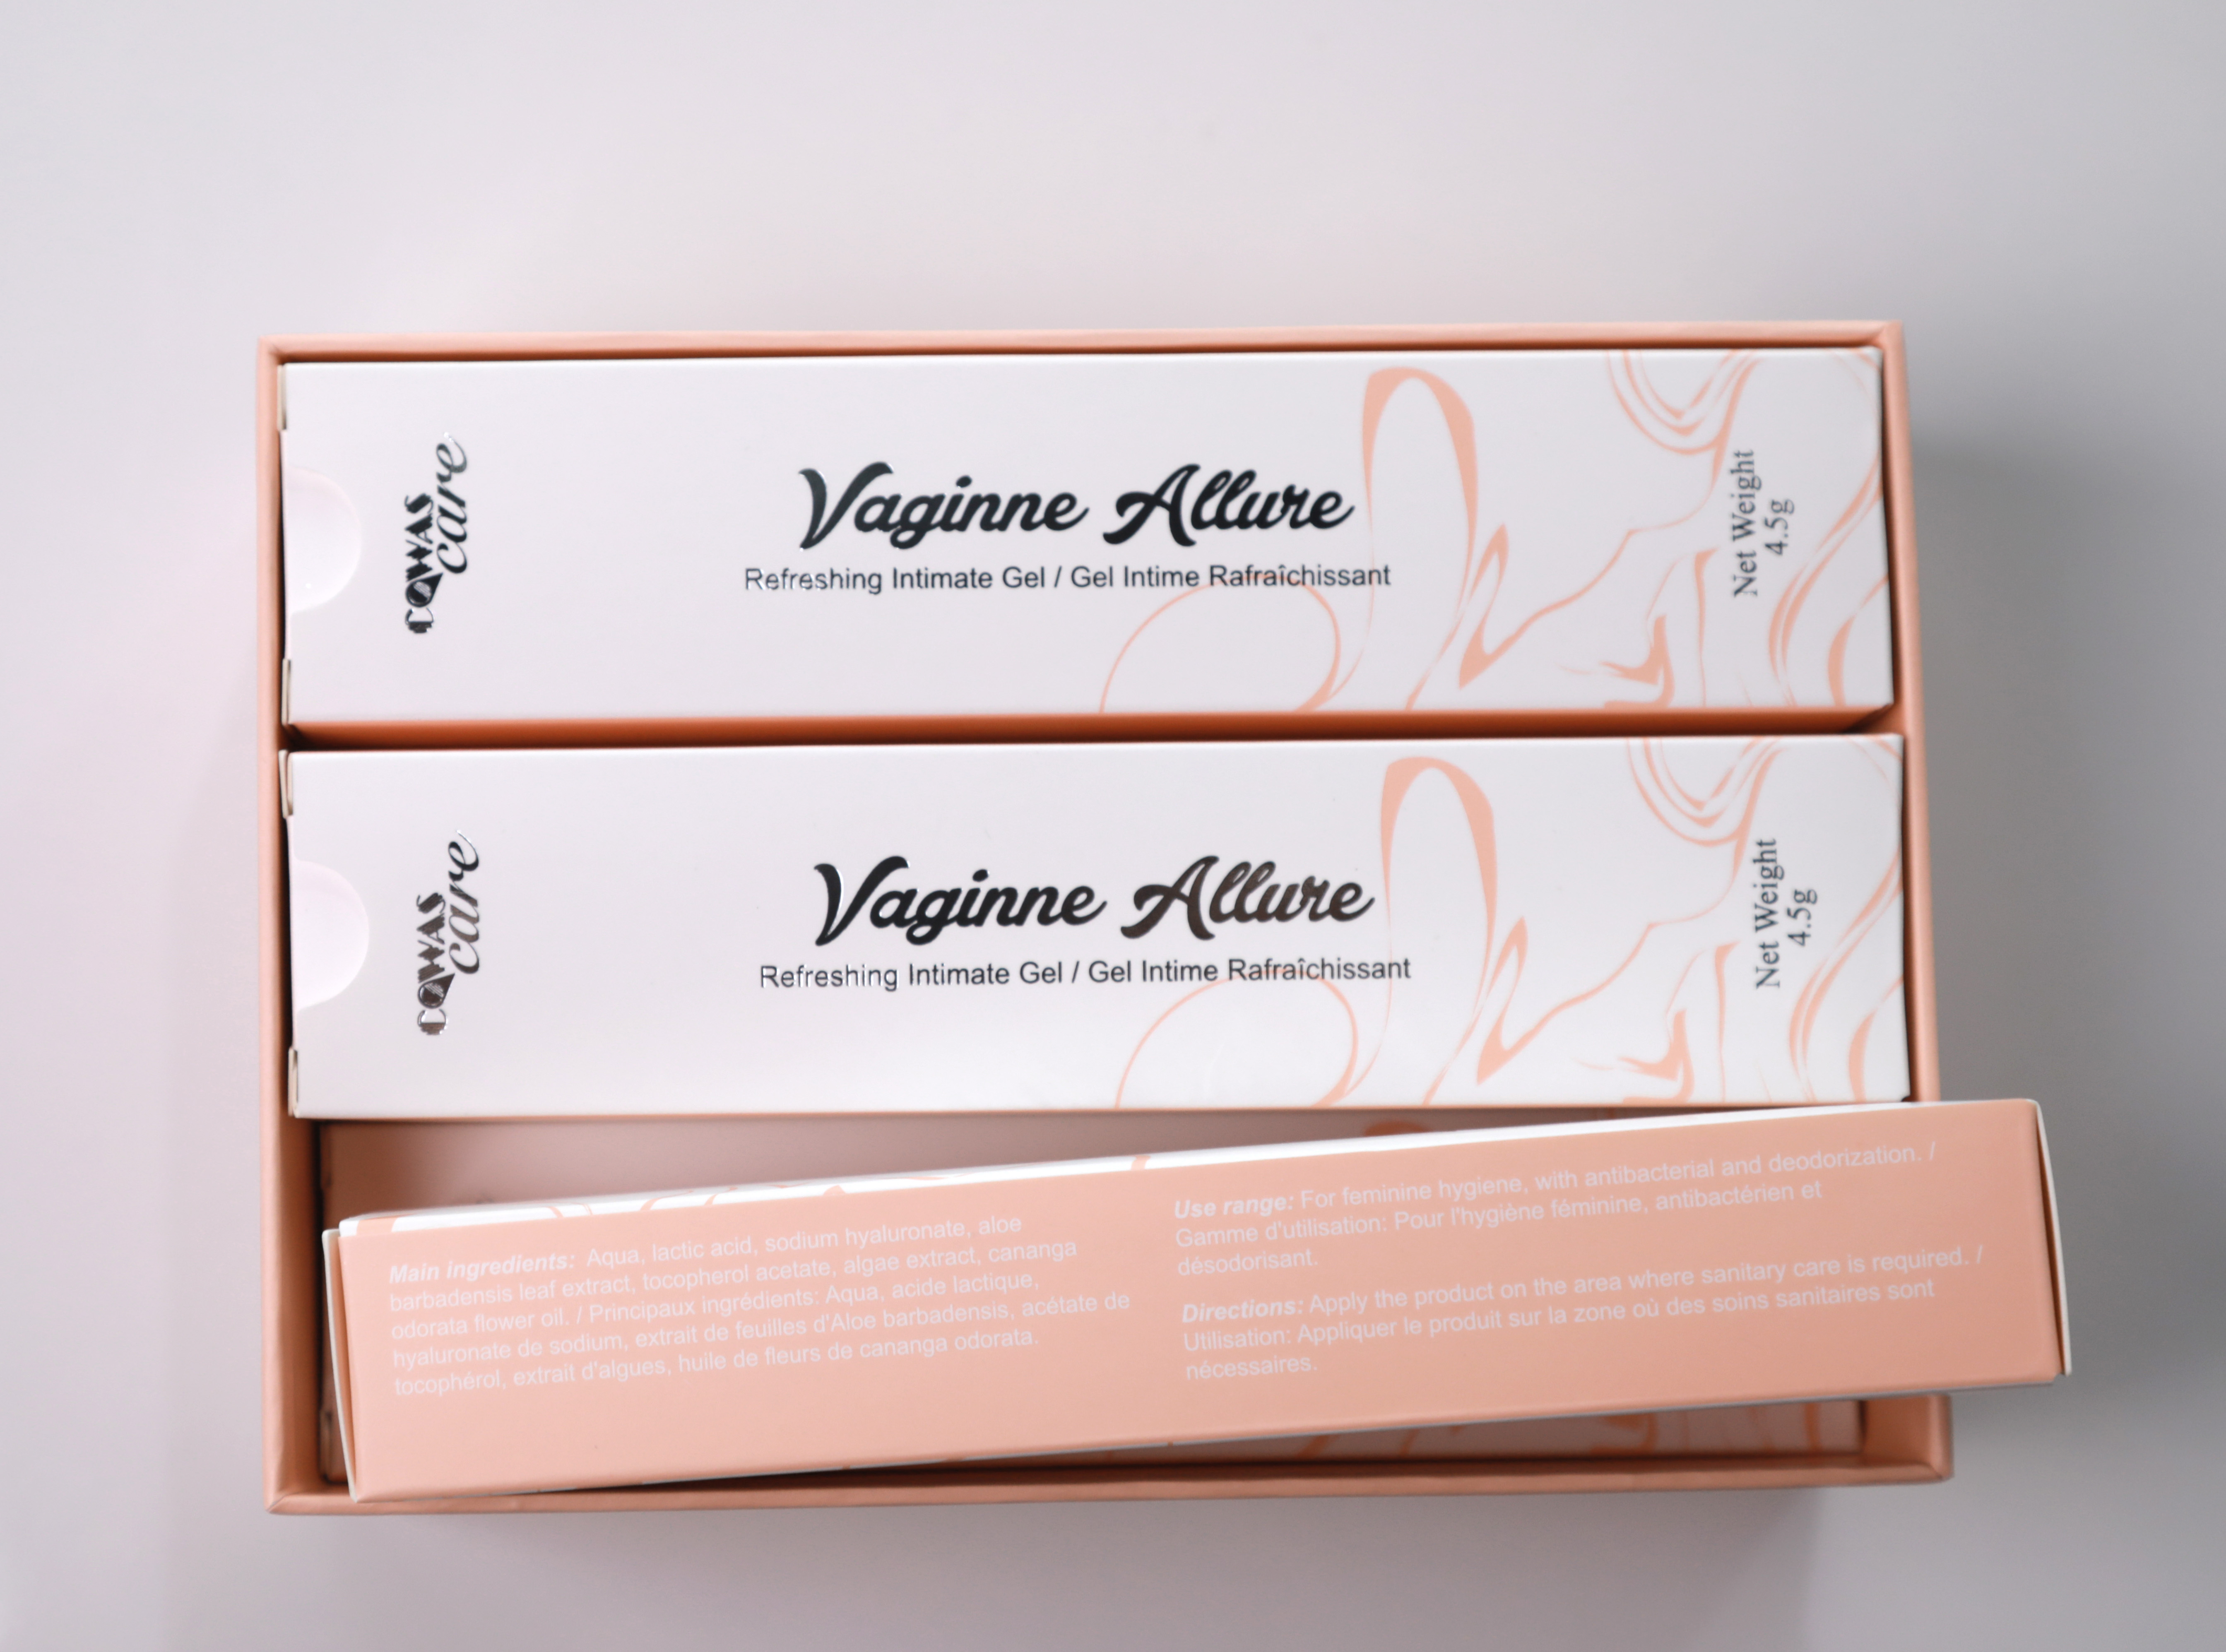 COWAS
care
Vaginne Allure
Refreshing Intimate Gel / Gel Intime Rafraîchissant
Net Weight
4.5g
COWAS
care
Vaginne Allure
Refreshing Intimate Gel / Gel Intime Rafraîchissant
Net Weight
4.5g
Main ingredients: Aqua, lactic acid, sodium hyaluronate, aloe
barbadensis leaf extract, tocopherol acetate, algae extract, cananga
odorata flower oil. / Principaux ingrédients: Aqua, acide lactique,
hyaluronate de sodium, extrait de feuilles d'Aloe barbadensis, acétate de
tocophérol, extrait d'algues, huile de fleurs de cananga odorata.
Use range: For feminine hygiene, with antibacterial and deodorization. /
Gamme d'utilisation: Pour l'hygiène féminine, antibactérien et
désodorisant.
Directions: Apply the product on the area where sanitary care is required. /
Utilisation: Appliquer le produit sur la zone où des soins sanitaires sont
nécessaires.